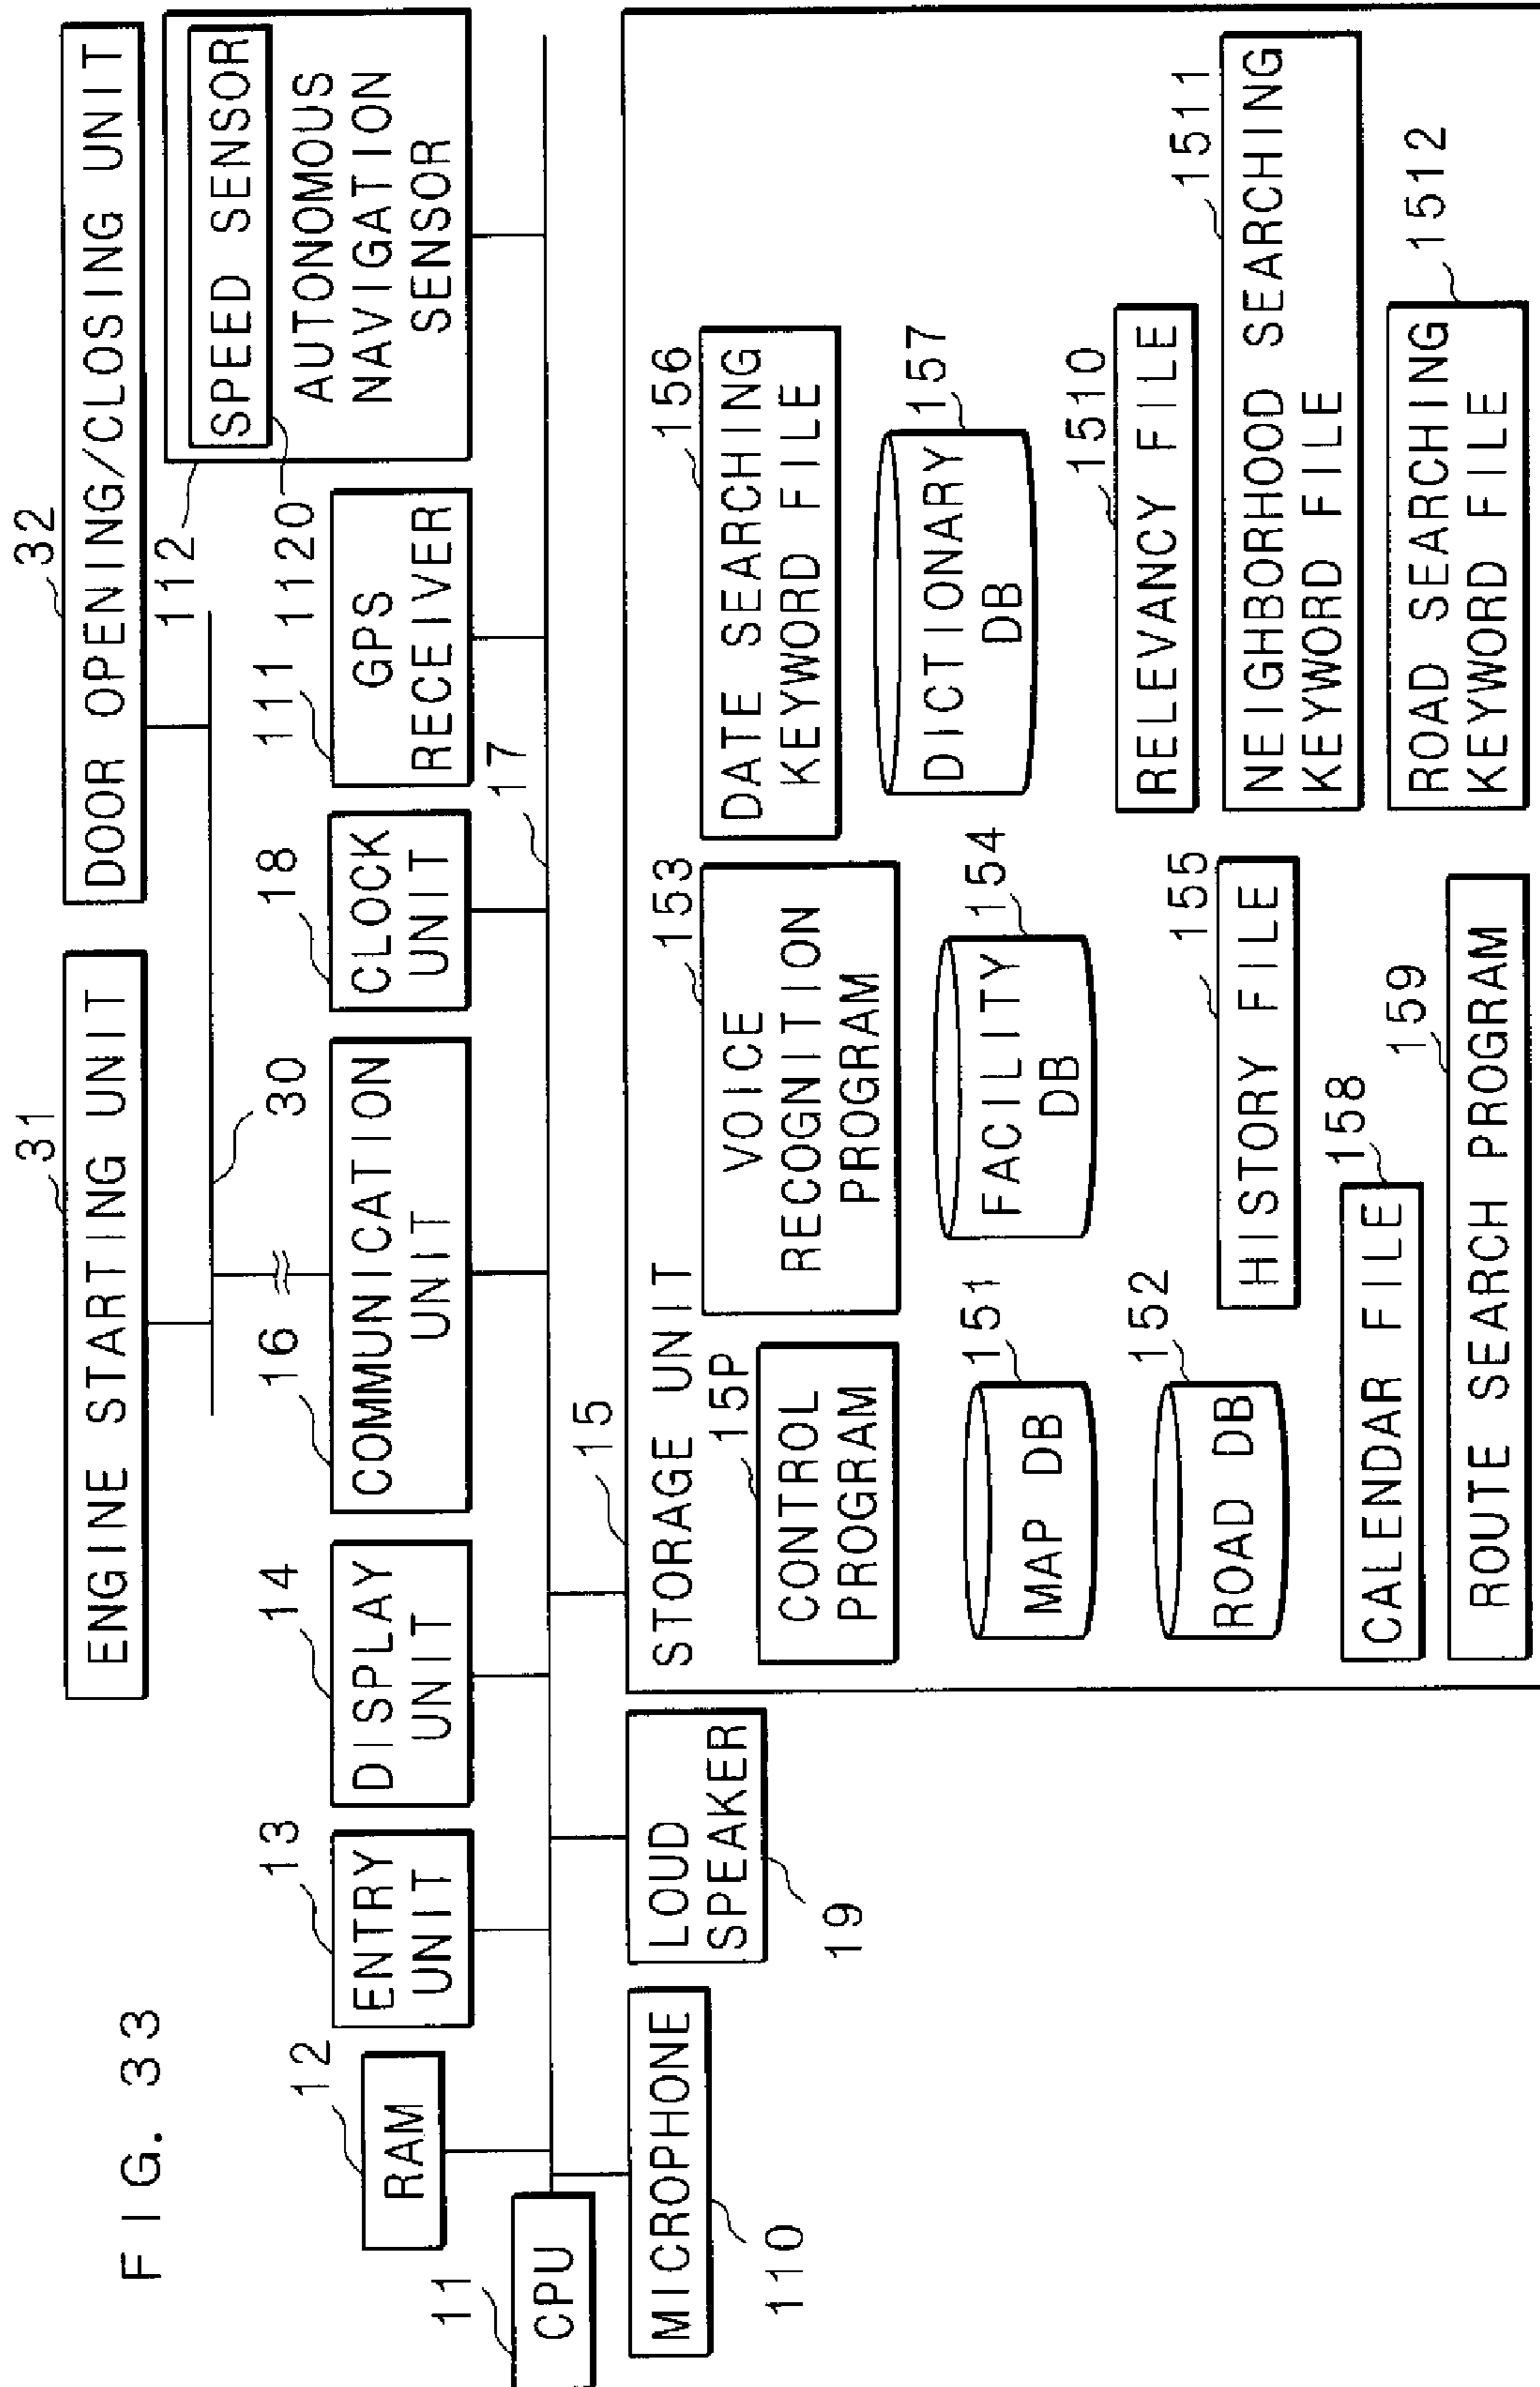 FIG. 33
31
ENGINE STARTING UNIT
32
DOOR OPENING/CLOSING UNIT
30
112
11
CPU
12
RAM
13
ENTRY
UNIT
14
DISPLAY
UNIT
16
COMMUNICATION
UNIT
18
CLOCK
UNIT
111
GPS
RECEIVER
1120
SPEED SENSOR
AUTONOMOUS
NAVIGATION
SENSOR
17
MICROPHONE
110
LOUD
SPEAKER
19
15
STORAGE UNIT
15P
CONTROL
PROGRAM
153
VOICE
RECOGNITION
PROGRAM
156
DATE SEARCHING
KEYWORD FILE
151
MAP DB
154
FACILITY
DB
157
DICTIONARY
DB
152
ROAD DB
155
HISTORY FILE
1510
RELEVANCY FILE
1511
NEIGHBORHOOD SEARCHING
KEYWORD FILE
158
CALENDAR FILE
159
ROUTE SEARCH PROGRAM
1512
ROAD SEARCHING
KEYWORD FILE